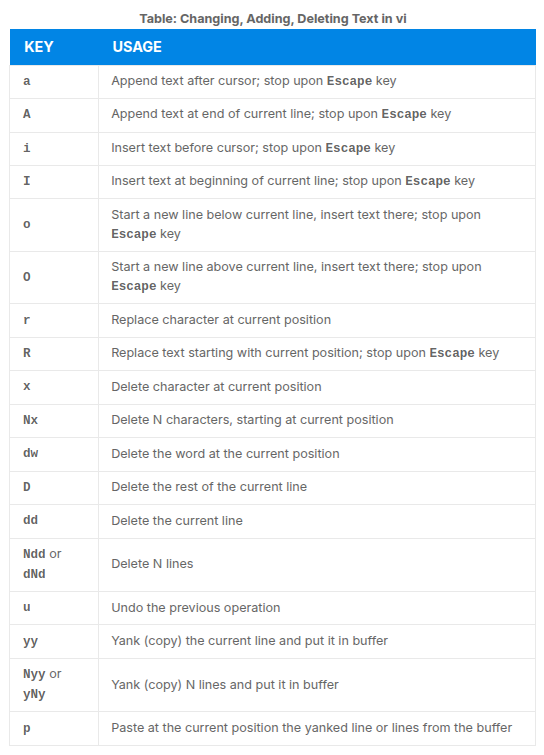 Table: Changing, Adding, Deleting Text in vi
KEY USAGE
a Append text after cursor; stop upon Escape key
A Append text at end of current line; stop upon Escape key
i Insert text before cursor; stop upon Escape key
I Insert text at beginning of current line; stop upon Escape key
o Start a new line below current line, insert text there; stop upon
Escape key
O Start a new line above current line, insert text there; stop upon
Escape key
r Replace character at current position
R Replace text starting with current position; stop upon Escape key
x Delete character at current position
Nx Delete N characters, starting at current position
dw Delete the word at the current position
D Delete the rest of the current line
dd Delete the current line
Ndd or
dNd
Delete N lines
u Undo the previous operation
yy Yank (copy) the current line and put it in buffer
Nyy or
yNy
Yank (copy) N lines and put it in buffer
p Paste at the current position the yanked line or lines from the buffer